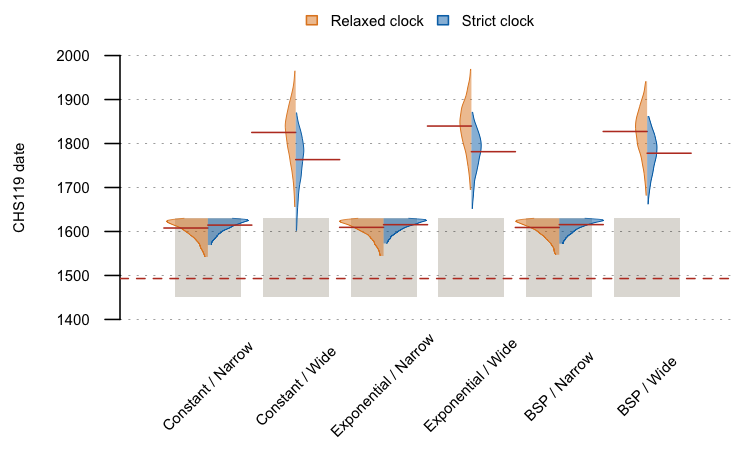 Relaxed clock Strict clock
2000
1900
1800
1700
1600
1500
1400
CHS119 date
Constant / Narrow
Constant / Wide
Exponential / Narrow
Exponential / Wide
BSP / Narrow
BSP / Wide